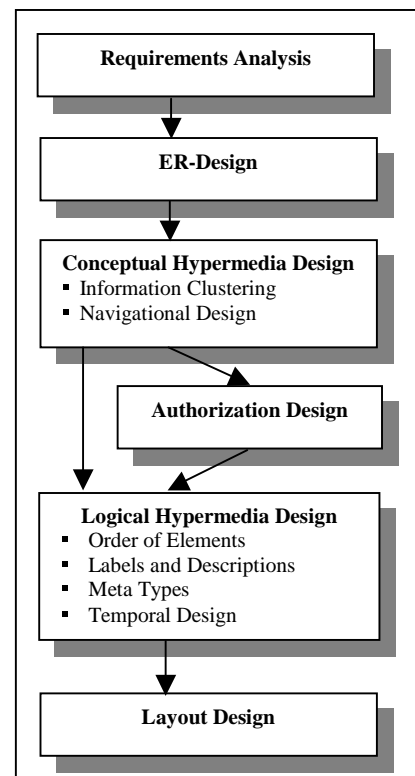 Requirements Analysis
ER-Design
Conceptual Hypermedia Design
▪ Information Clustering
▪ Navigational Design
Authorization Design
Logical Hypermedia Design
▪ Order of Elements
▪ Labels and Descriptions
▪ Meta Types
▪ Temporal Design
Layout Design